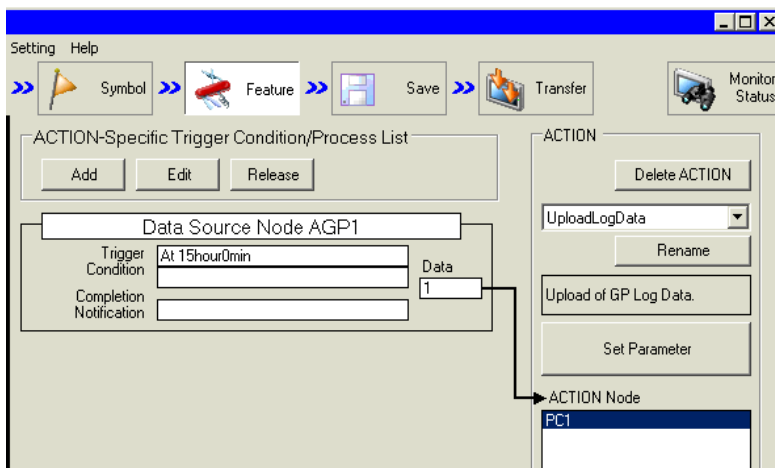 Setting Help
Symbol Feature Save Transfer Monitor
Status
ACTION-Specific Trigger Condition/Process List
Add Edit Release
Data Source Node AGP1
Trigger
Condition
At 15hour0min
Data
1
Completion
Notification
ACTION
Delete ACTION
UploadLogData
Rename
Upload of GP Log Data.
Set Parameter
ACTION Node
PC1